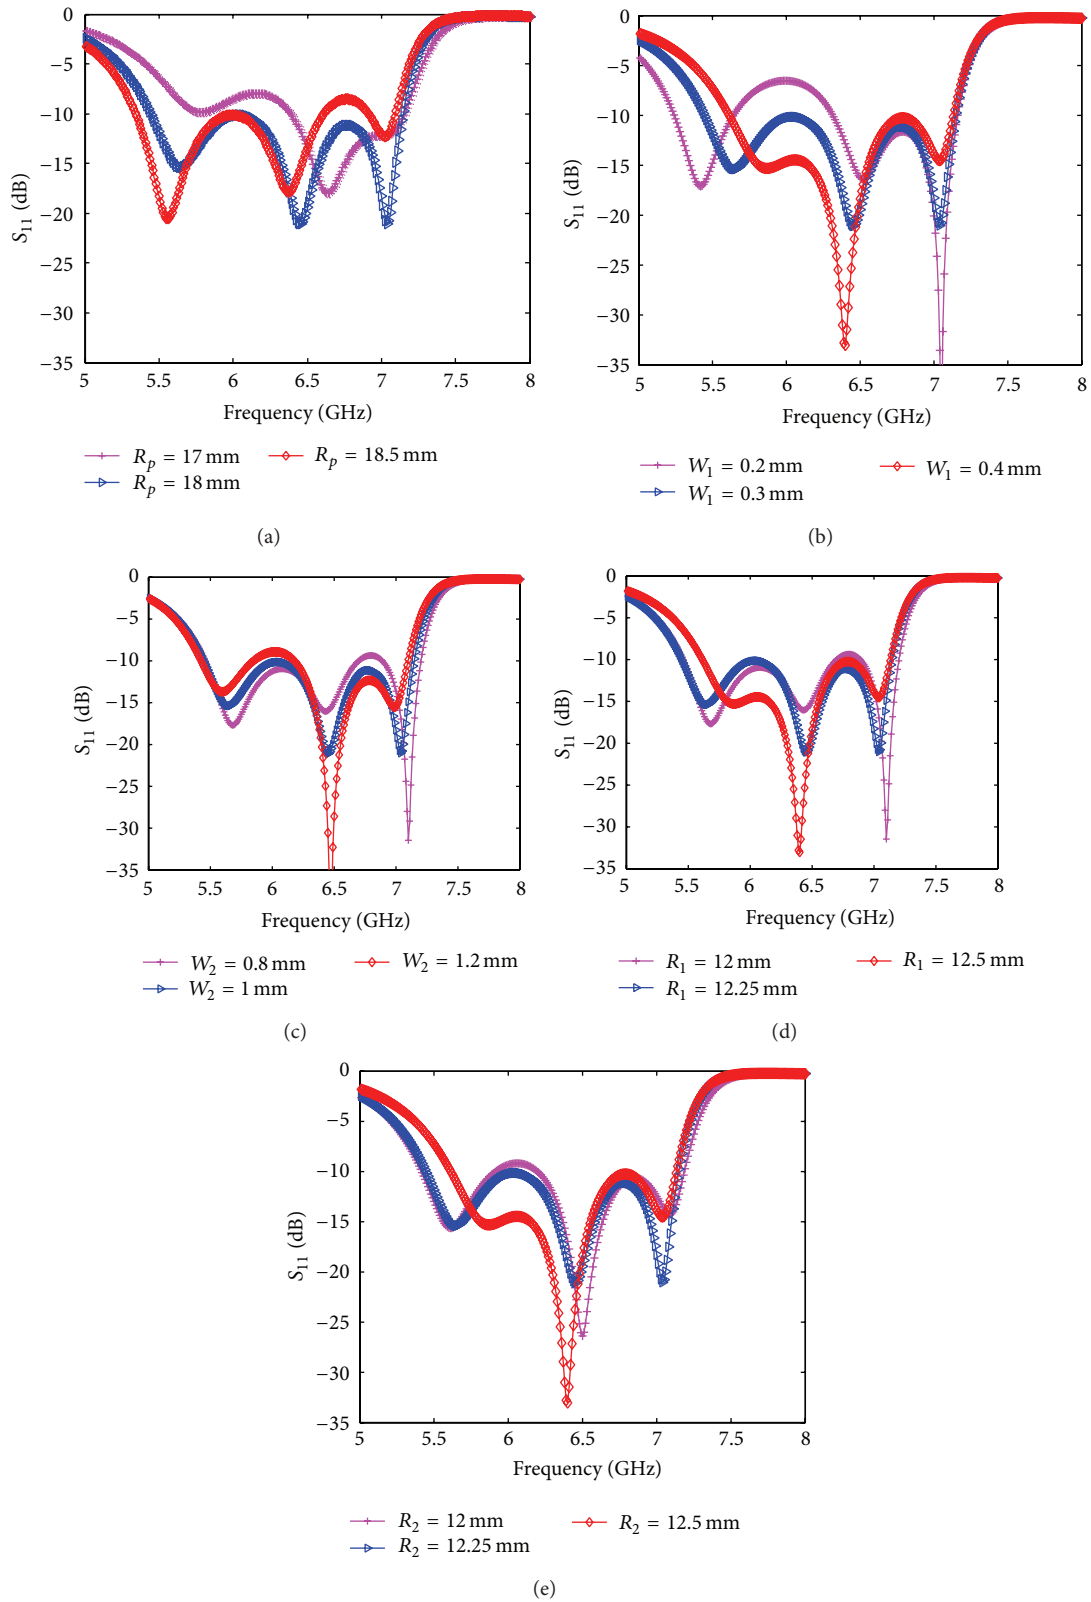 0
−5
−10
−15
−20
−25
−30
−35
S11 (dB)
5 5.5 6 6.5 7 7.5 8
Frequency (GHz)
Rp = 17 mm
Rp = 18 mm
Rp = 18.5 mm
(a)
0
−5
−10
−15
−20
−25
−30
−35
S11 (dB)
5 5.5 6 6.5 7 7.5 8
Frequency (GHz)
W1 = 0.2 mm
W1 = 0.3 mm
W1 = 0.4 mm
(b)
0
−5
−10
−15
−20
−25
−30
−35
S11 (dB)
5 5.5 6 6.5 7 7.5 8
Frequency (GHz)
W2 = 0.8 mm
W2 = 1 mm
W2 = 1.2 mm
(c)
0
−5
−10
−15
−20
−25
−30
−35
S11 (dB)
5 5.5 6 6.5 7 7.5 8
Frequency (GHz)
R1 = 12 mm
R1 = 12.25 mm
R1 = 12.5 mm
(d)
0
−5
−10
−15
−20
−25
−30
−35
S11 (dB)
5 5.5 6 6.5 7 7.5 8
Frequency (GHz)
R2 = 12 mm
R2 = 12.25 mm
R2 = 12.5 mm
(e)